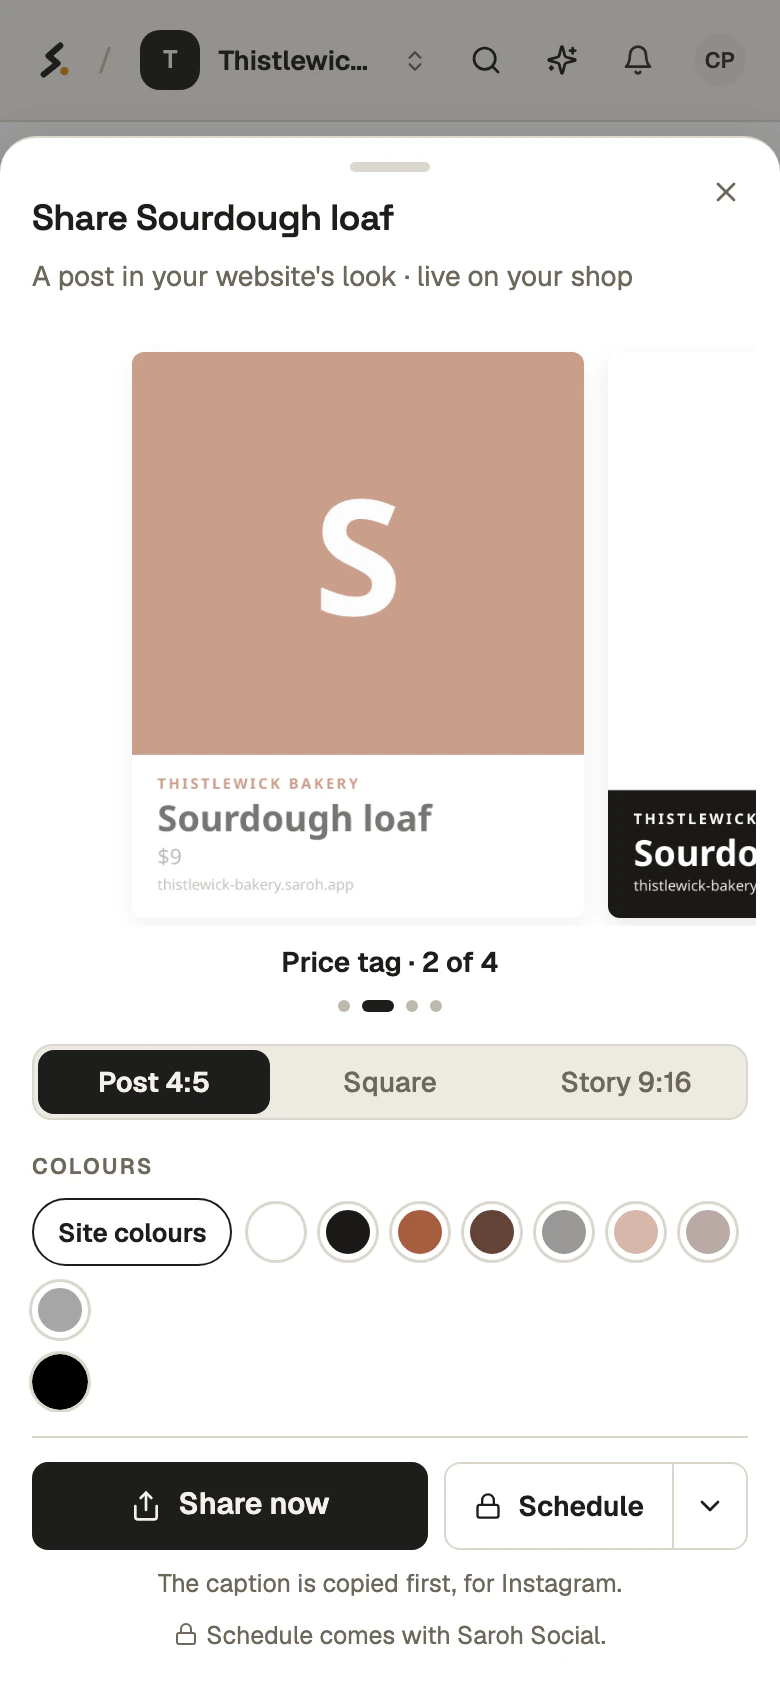 / T Thistlewic... CP
Share Sourdough loaf
A post in your website's look · live on your shop
S
THISTLEWICK BAKERY
Sourdough loaf
$9
thistlewick-bakery.saroh.app
THISTLEWICK
Sourdo
thistlewick-bakery
Price tag · 2 of 4
Post 4:5 Square Story 9:16
COLOURS
Site colours
Share now Schedule
The caption is copied first, for Instagram.
Schedule comes with Saroh Social.